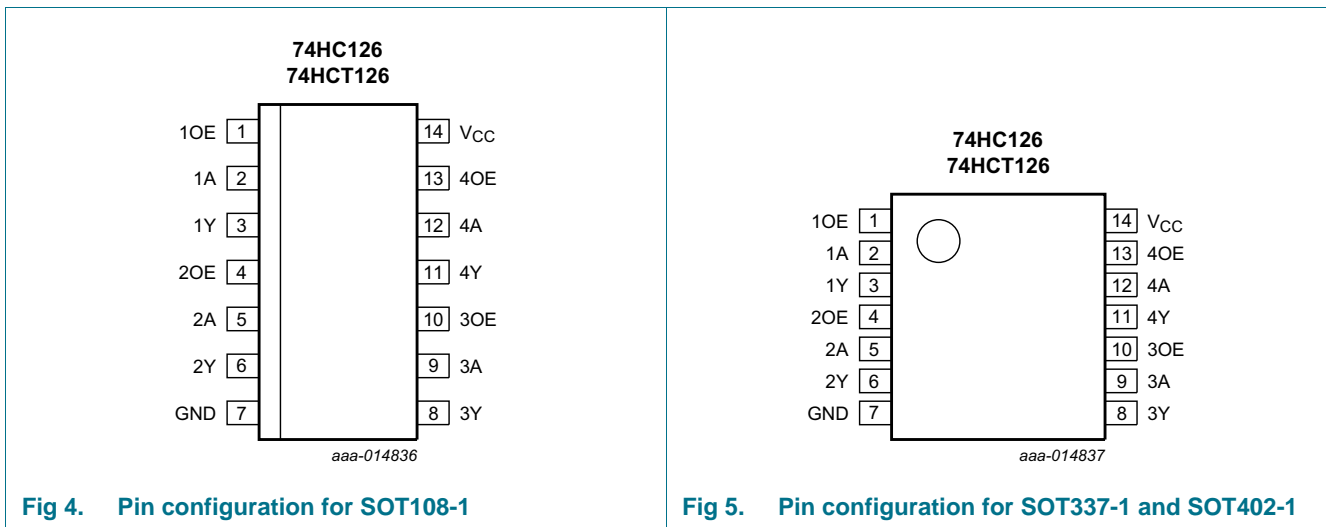 74HC126
74HCT126
1OE 1 14 VCC
1A 2 13 4OE
1Y 3 12 4A
2OE 4 11 4Y
2A 5 10 3OE
2Y 6 9 3A
GND 7 8 3Y
aaa-014836
Fig 4. Pin configuration for SOT108-1
74HC126
74HCT126
1OE 1 14 VCC
1A 2 13 4OE
1Y 3 12 4A
2OE 4 11 4Y
2A 5 10 3OE
2Y 6 9 3A
GND 7 8 3Y
aaa-014837
Fig 5. Pin configuration for SOT337-1 and SOT402-1